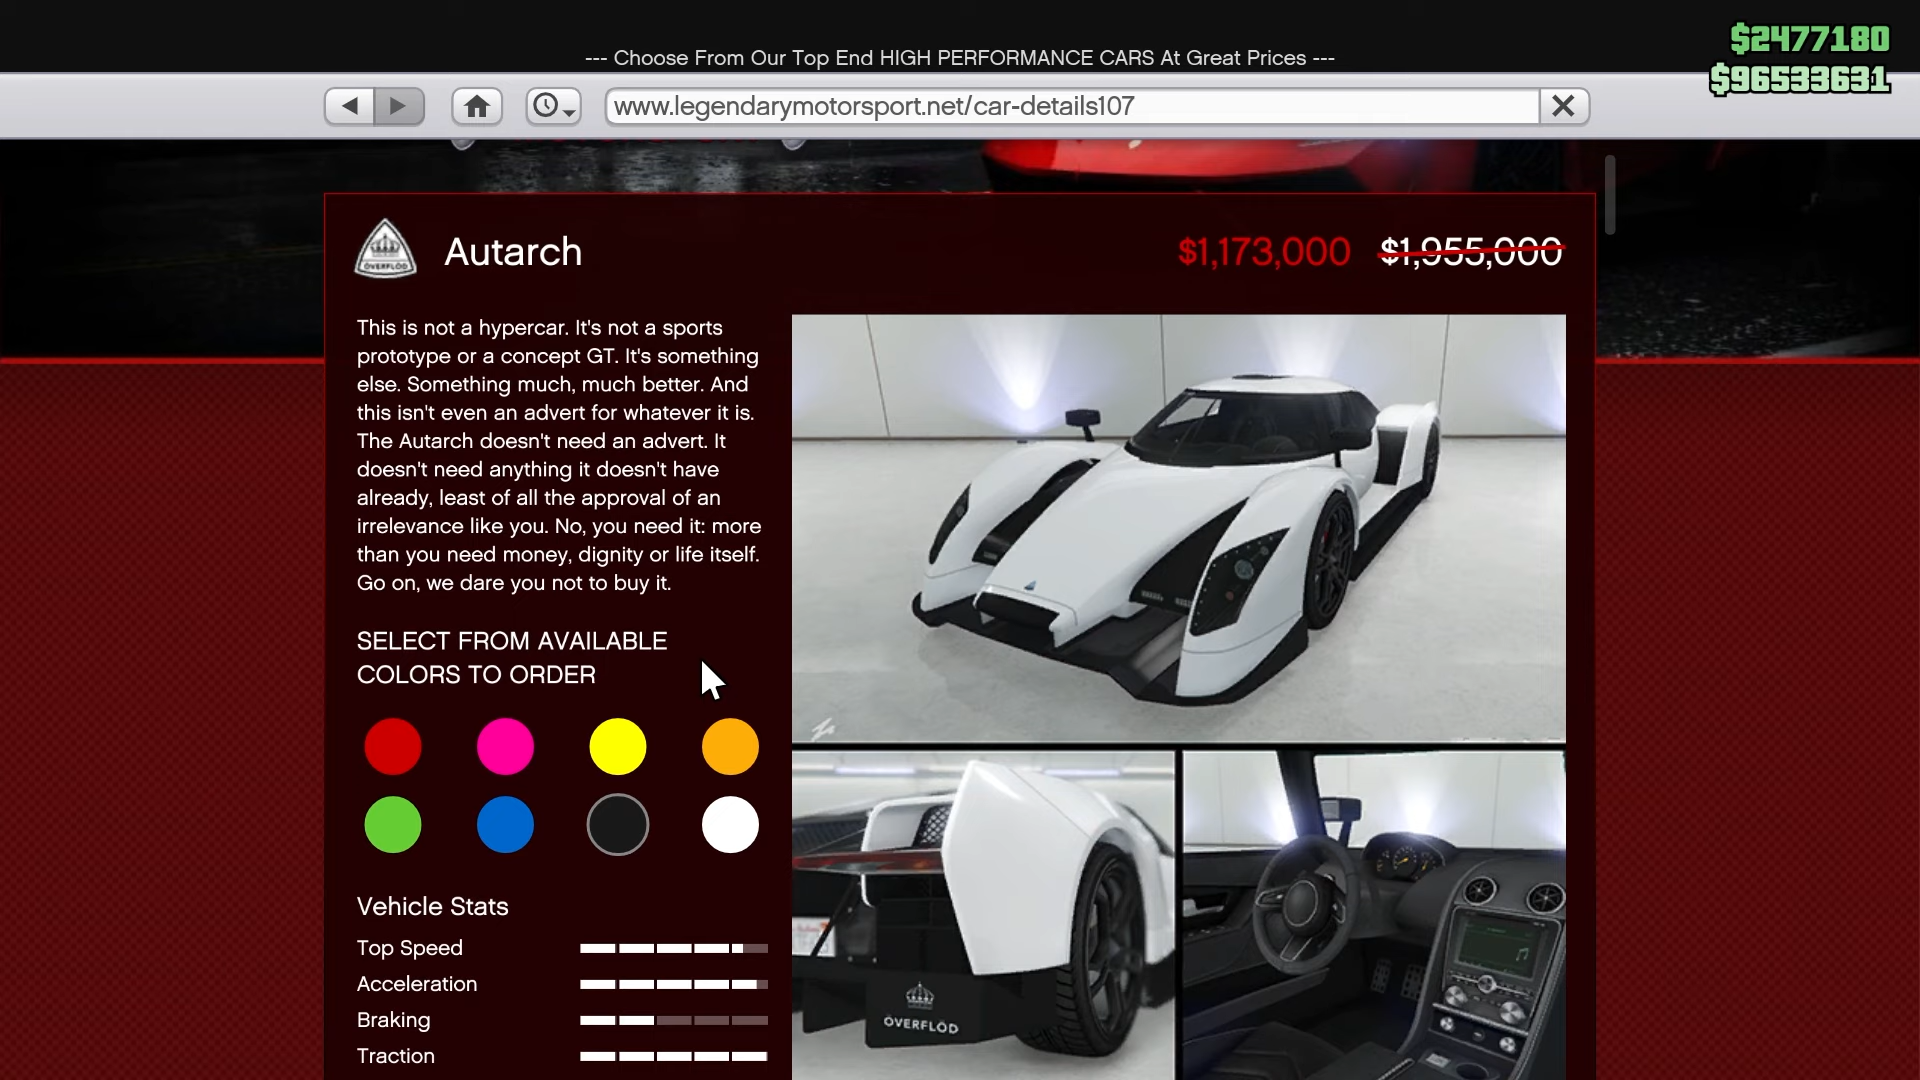 $2477180
--- Choose From Our Top End HIGH PERFORMANCE CARS At Great Prices ---
$96533631
www.legendarymotorsport.net/car-details107
ÖVERFLÖD
Autarch
$1,173,000 $1,955,000
This is not a hypercar. It's not a sports
prototype or a concept GT. It's something
else. Something much, much better. And
this isn't even an advert for whatever it is.
The Autarch doesn't need an advert. It
doesn't need anything it doesn't have
already, least of all the approval of an
irrelevance like you. No, you need it: more
than you need money, dignity or life itself.
Go on, we dare you not to buy it.
SELECT FROM AVAILABLE
COLORS TO ORDER
Vehicle Stats
Top Speed
Acceleration
Braking
Traction
ÖVERFLÖD